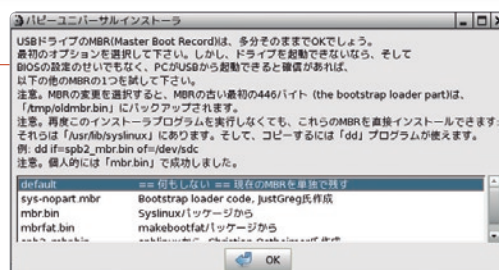 パピーユニバーサルインストーラ
USBドライブのMBR(Master Boot Record)は、多分そのままでOKでしょう。
最初のオプションを選択して下さい。しかし、ドライブを起動できないなら、そして
BIOSの設定のせいでもなく、PCがUSBから起動できると確信があれば、
以下の他のMBRの1つを試して下さい。
注意。MBRの変更を選択すると、MBRの古い最初の446バイト (the bootstrap loader part)は、
「/tmp/oldmbr.bin」にバックアップされます。
注意。再度このインストーラプログラムを実行しなくても、これらのMBRを直接インストールできます:
それらは「/usr/lib/syslinux」にあります。そして、コピーするには「dd」プログラムが使えます。
例: dd if=spb2_mbr.bin of=/dev/sdc
注意。個人的には「mbr.bin」で成功しました。
default == 何もしない == 現在のMBRを単独で残す
sys-nopart.mbr Bootstrap loader code, JustGreg氏作成
mbr.bin Syslinuxパッケージから
mbrfat.bin makebootfatパッケージから
OK